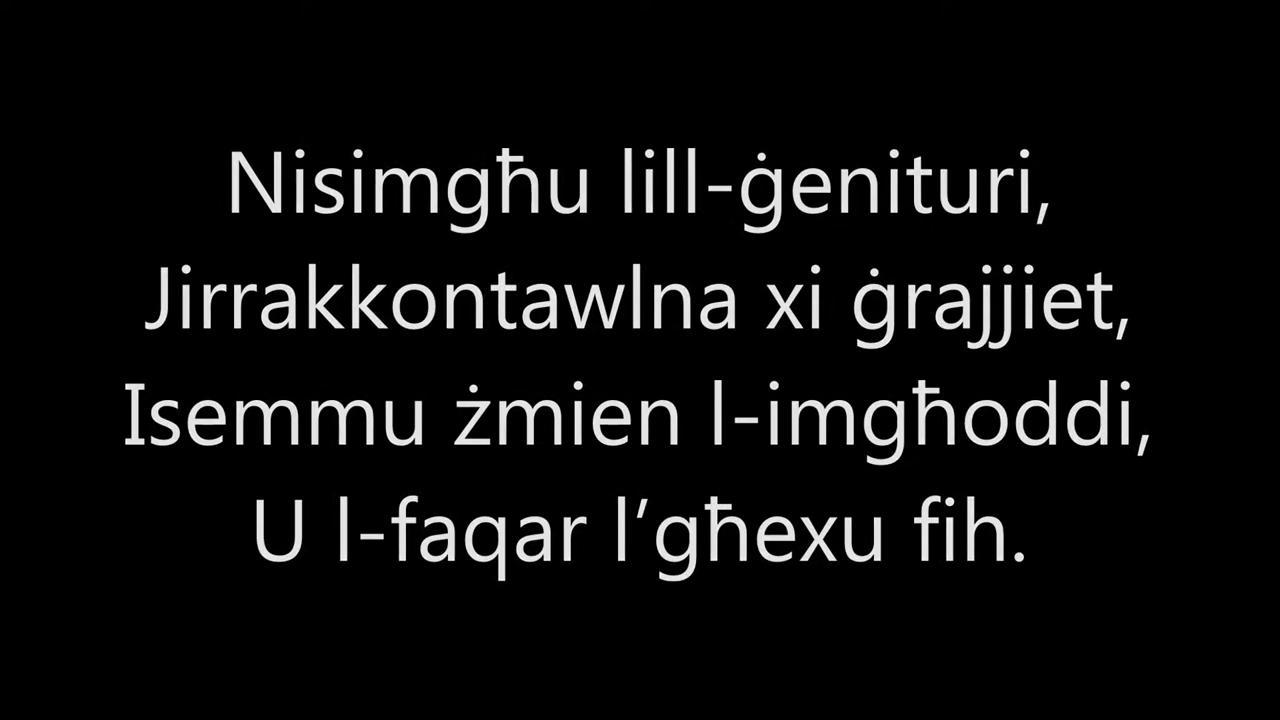 Nisimgħu lill-ġenituri,
Jirrakkontawlna xi ġrajjiet,
Isemmu żmien l-imgħoddi,
U l-faqar l’għexu fih.